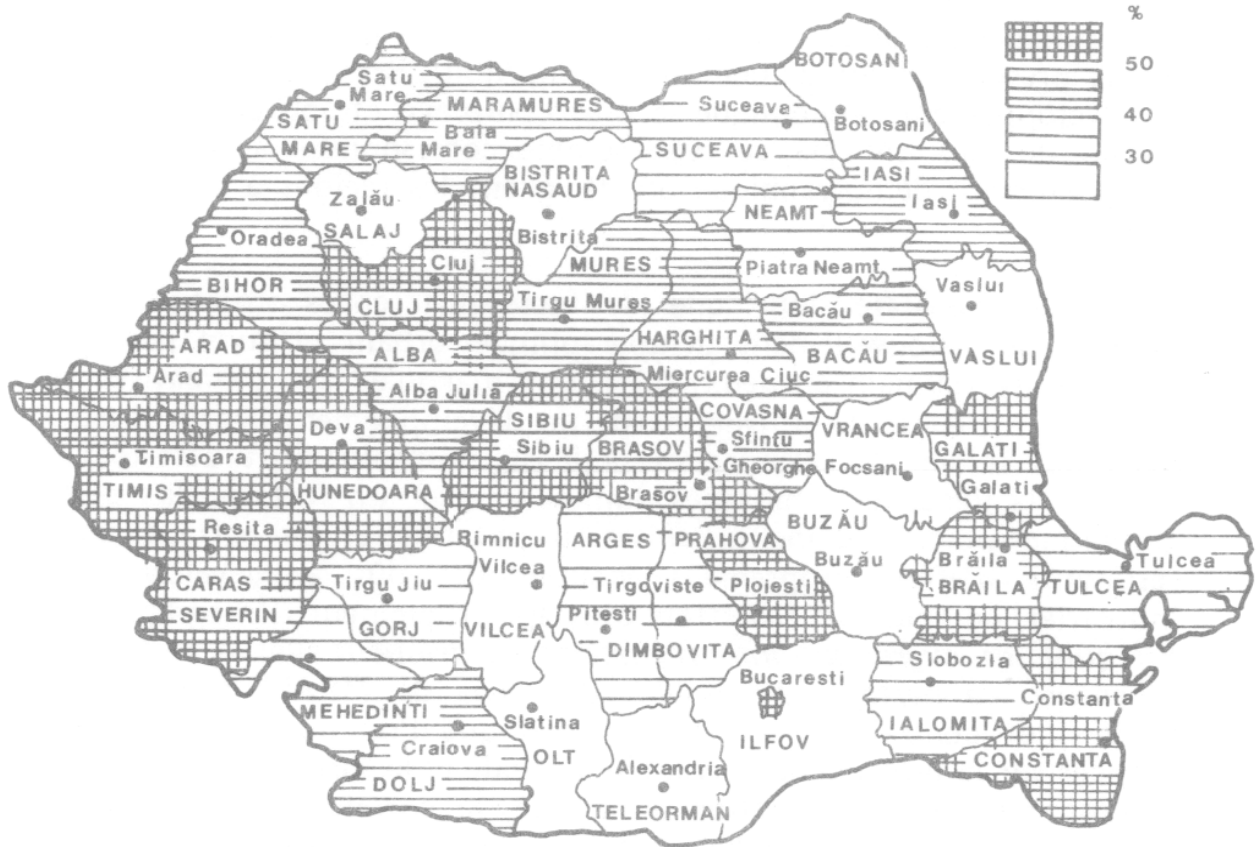 %
50
40
30
BOTOSAN
Botosani
Satu
Mare
SATU
MARE
MARAMURES
Baia
Mare
Suceava
SUCEAVA
IASI
Iasi
BISTRITA
NASAUD
Bistrita
Zalău
SALAJ
NEAMT
Piatra Neamt
Oradea
BIHOR
Cluj
CLUJ
MURES
Tirgu Mures
HARGHITA
Miercurea Ciuc
Bacău
BACĂU
Vaslui
VASLUI
ARAD
Arad
ALBA
Alba Julia
SIBIU
Sibiu
BRASOV
Brasov
COVASNA
Sfintu
Gheorghe
VRANCEA
Focsani
GALATI
Galati
Deva
HUNEDOARA
Timisoara
TIMIS
Resita
CARAS
SEVERIN
Tirgu Jiu
GORJ
Rimnicu
Vilcea
VILCEA
ARGES
Pitesti
Tirgoviste
DIMBOVITA
PRAHOVA
Ploiesti
BUZĂU
Buzău
Brăila
BRĂILA
Tulcea
TULCEA
MEHEDINTI
Craiova
DOLJ
Slatina
OLT
Alexandria
TELEORMAN
Bucaresti
ILFOV
Slobozia
IALOMITA
Constanta
CONSTANTA